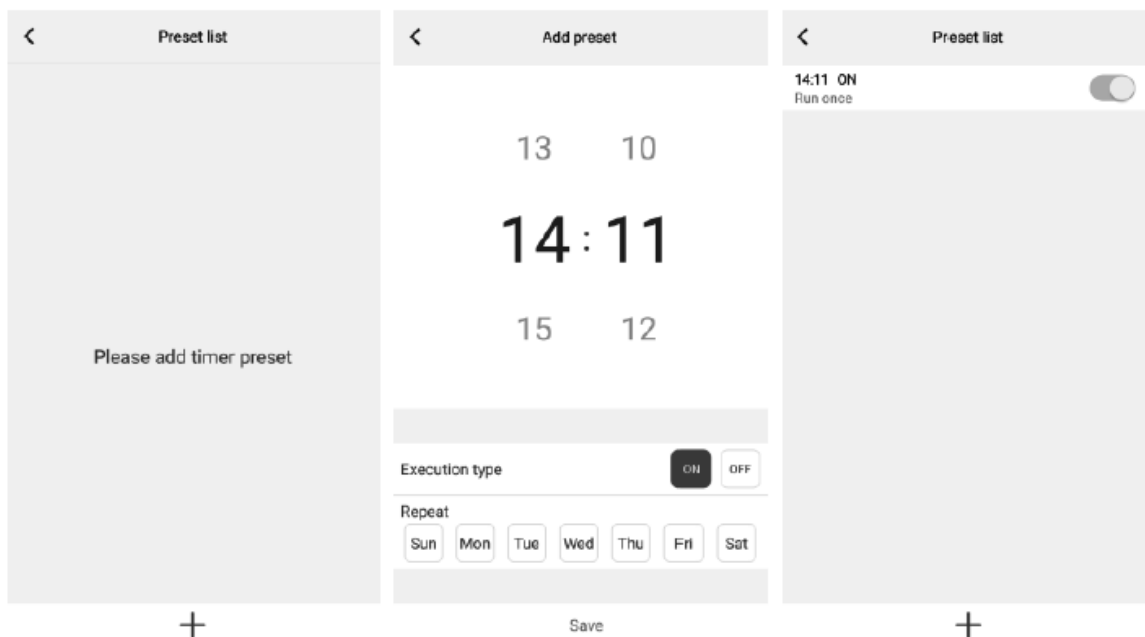 Preset list
Please add timer preset
Add preset
13 10
14 : 11
15 12
Execution type ON OFF
Repeat
Sun Mon Tue Wed Thu Fri Sat
Save
Preset list
14:11 ON
Run once